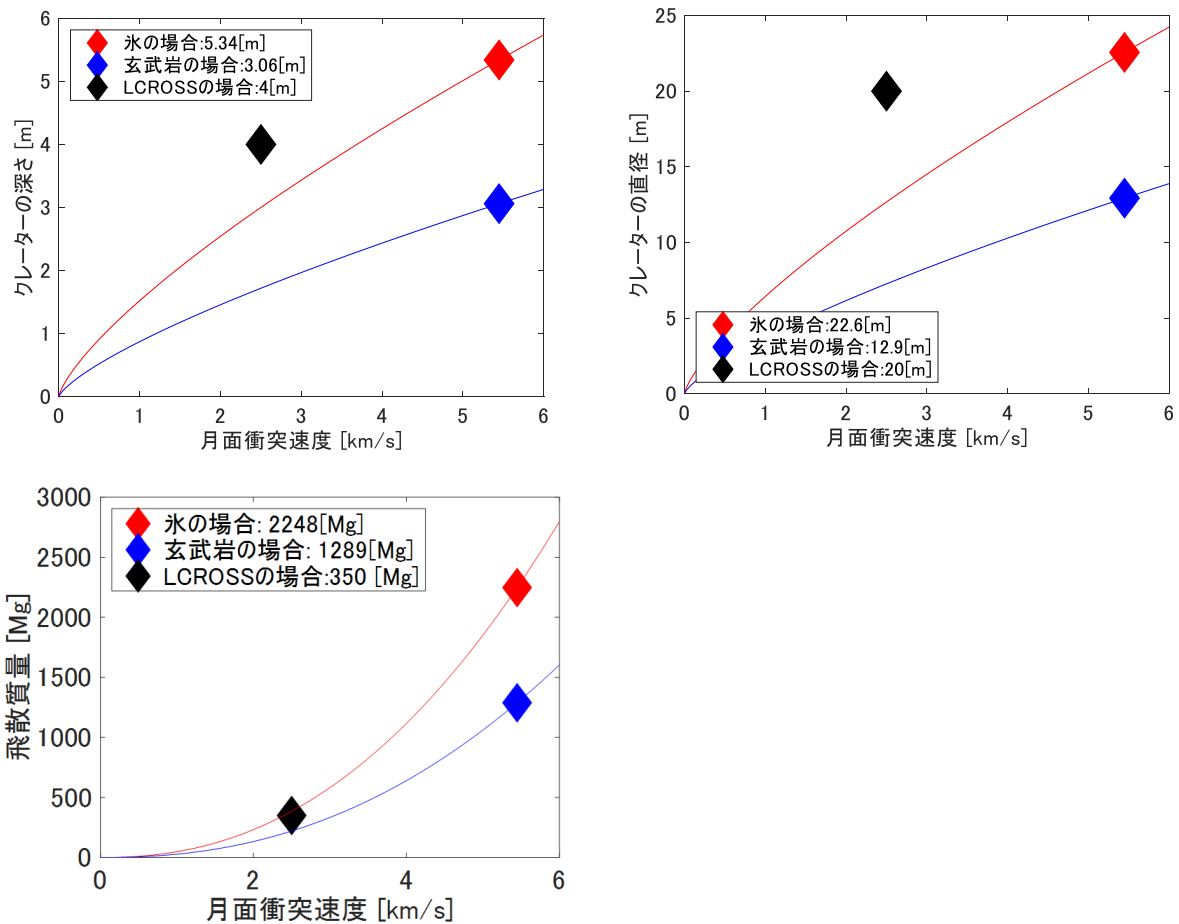 6
5
4
3
2
1
0
クレーターの深さ [m]
氷の場合:5.34[m]
玄武岩の場合:3.06[m]
LCROSSの場合:4[m]
0 1 2 3 4 5 6
月面衝突速度 [km/s]
25
20
15
10
5
0
クレーターの直径 [m]
氷の場合:22.6[m]
玄武岩の場合:12.9[m]
LCROSSの場合:20[m]
0 1 2 3 4 5 6
月面衝突速度 [km/s]
3000
2500
2000
1500
1000
500
0
飛散質量 [Mg]
氷の場合: 2248[Mg]
玄武岩の場合: 1289[Mg]
LCROSSの場合:350 [Mg]
0 2 4 6
月面衝突速度 [km/s]